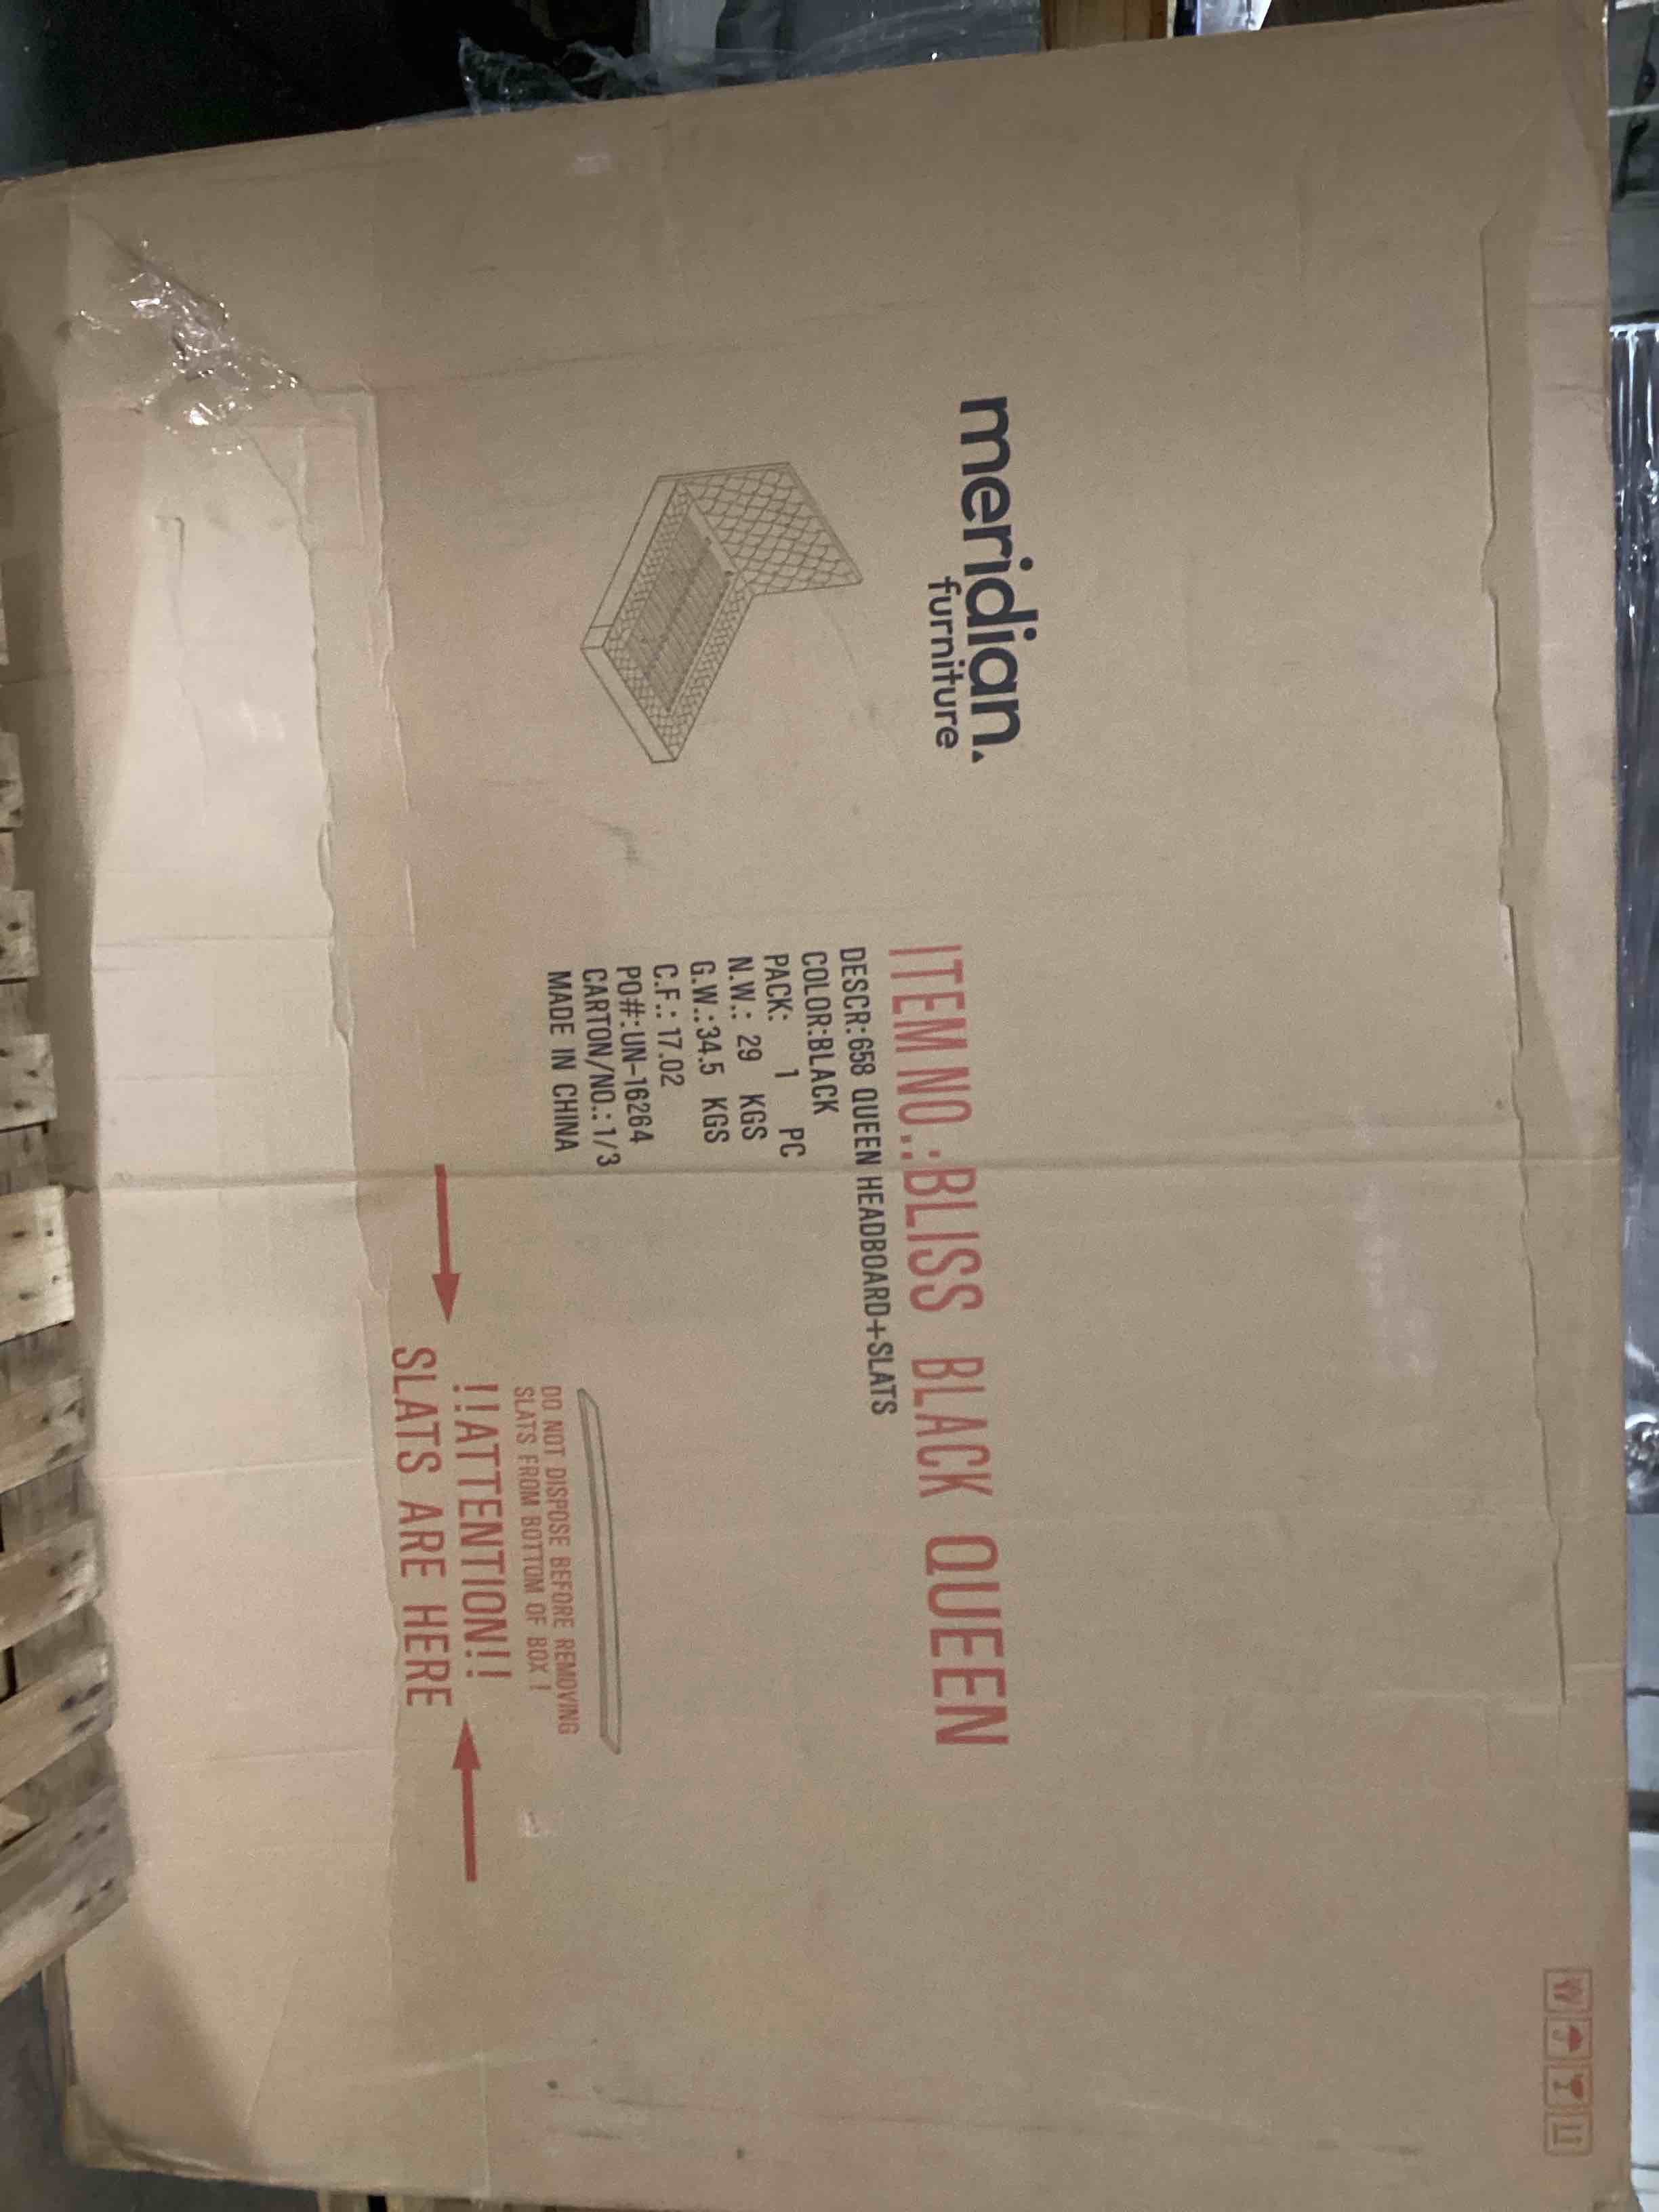 meridian
furniture
ITEM NO.:BLISS BLACK QUEEN
DESCR:658 QUEEN HEADBOARD+SLATS
COLOR:BLACK
PACK: 1 PC
N.W.: 29 KGS
G.W.:34.5 KGS
C.F.: 17.02
PO#:UN-16264
CARTON/NO.:1/3
MADE IN CHINA
DO NOT DISPOSE BEFORE REMOVING
SLATS FROM BOTTOM OF BOX !
!!ATTENTION!!
SLATS ARE HERE